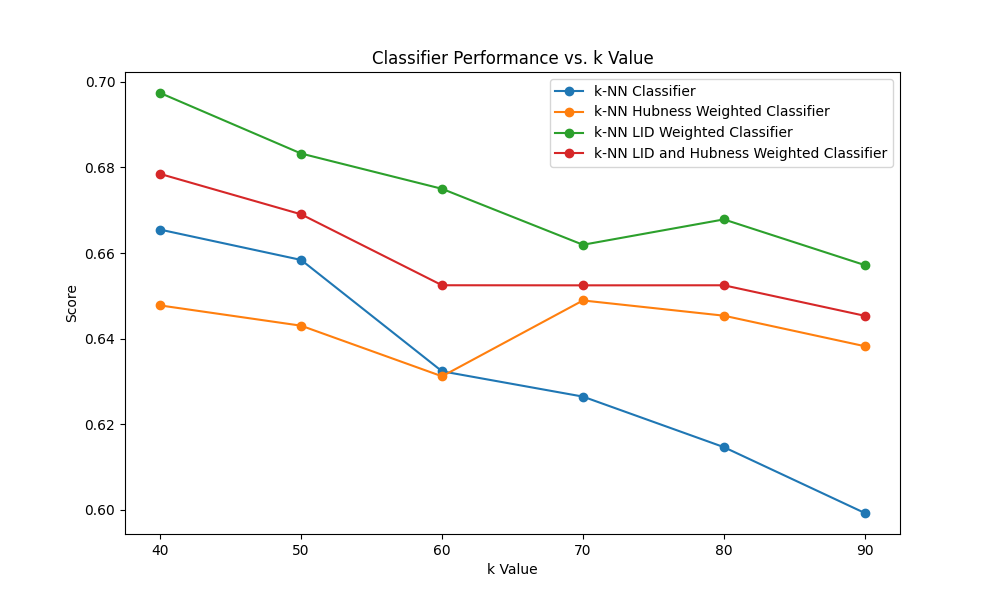 Classifier Performance vs. k Value
k-NN Classifier
k-NN Hubness Weighted Classifier
k-NN LID Weighted Classifier
k-NN LID and Hubness Weighted Classifier
Score
0.70
0.68
0.66
0.64
0.62
0.60
40 50 60 70 80 90
k Value